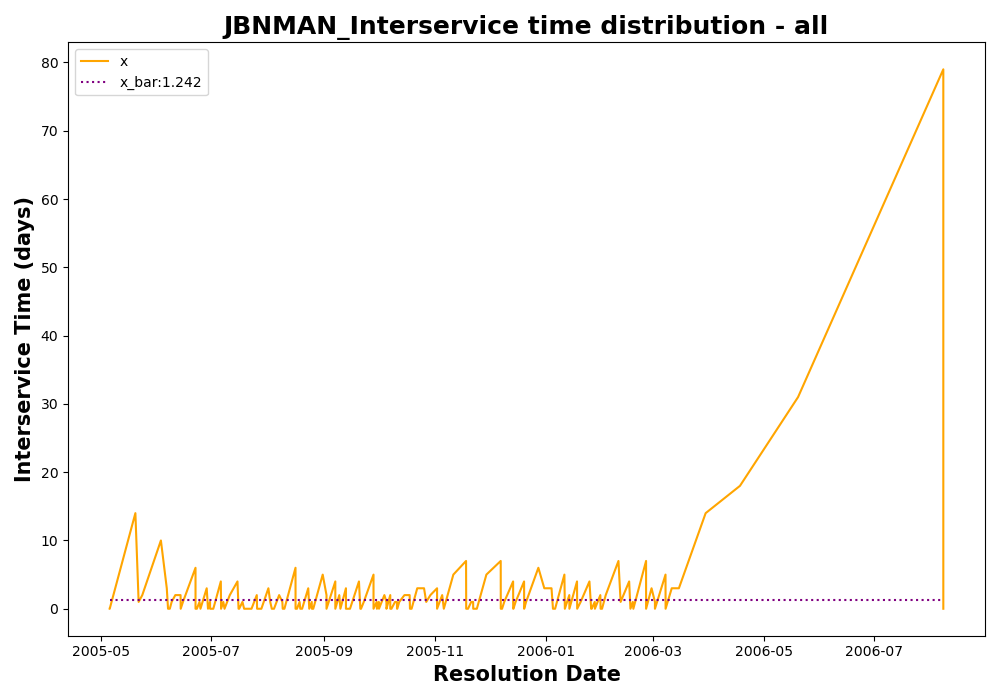 JBNMAN_Interservice time distribution - all
x
x_bar:1.242
Interservice Time (days)
80
70
60
50
40
30
20
10
0
2005-05 2005-07 2005-09 2005-11 2006-01 2006-03 2006-05 2006-07
Resolution Date